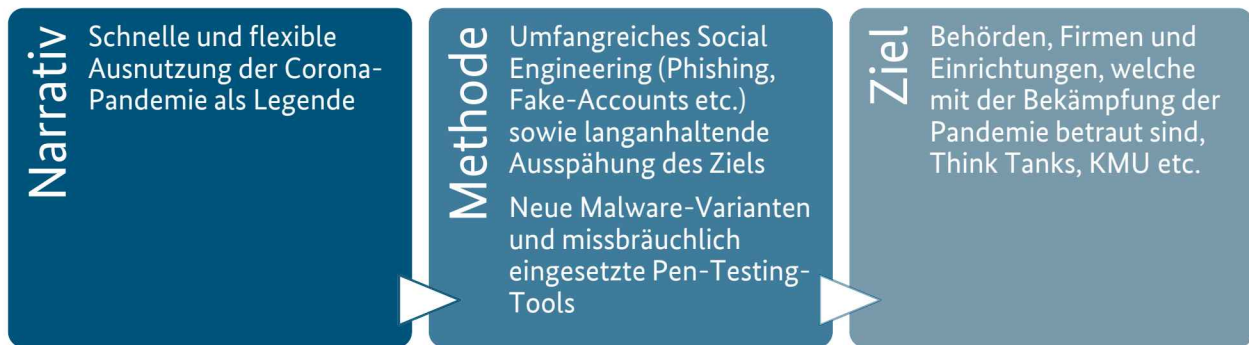 Narrativ
Schnelle und flexible
Ausnutzung der Corona-
Pandemie als Legende
Methode
Umfangreiches Social
Engineering (Phishing,
Fake-Accounts etc.)
sowie langanhaltende
Ausspähung des Ziels
Neue Malware-Varianten
und missbräuchlich
eingesetzte Pen-Testing-
Tools
Ziel
Behörden, Firmen und
Einrichtungen, welche
mit der Bekämpfung der
Pandemie betraut sind,
Think Tanks, KMU etc.